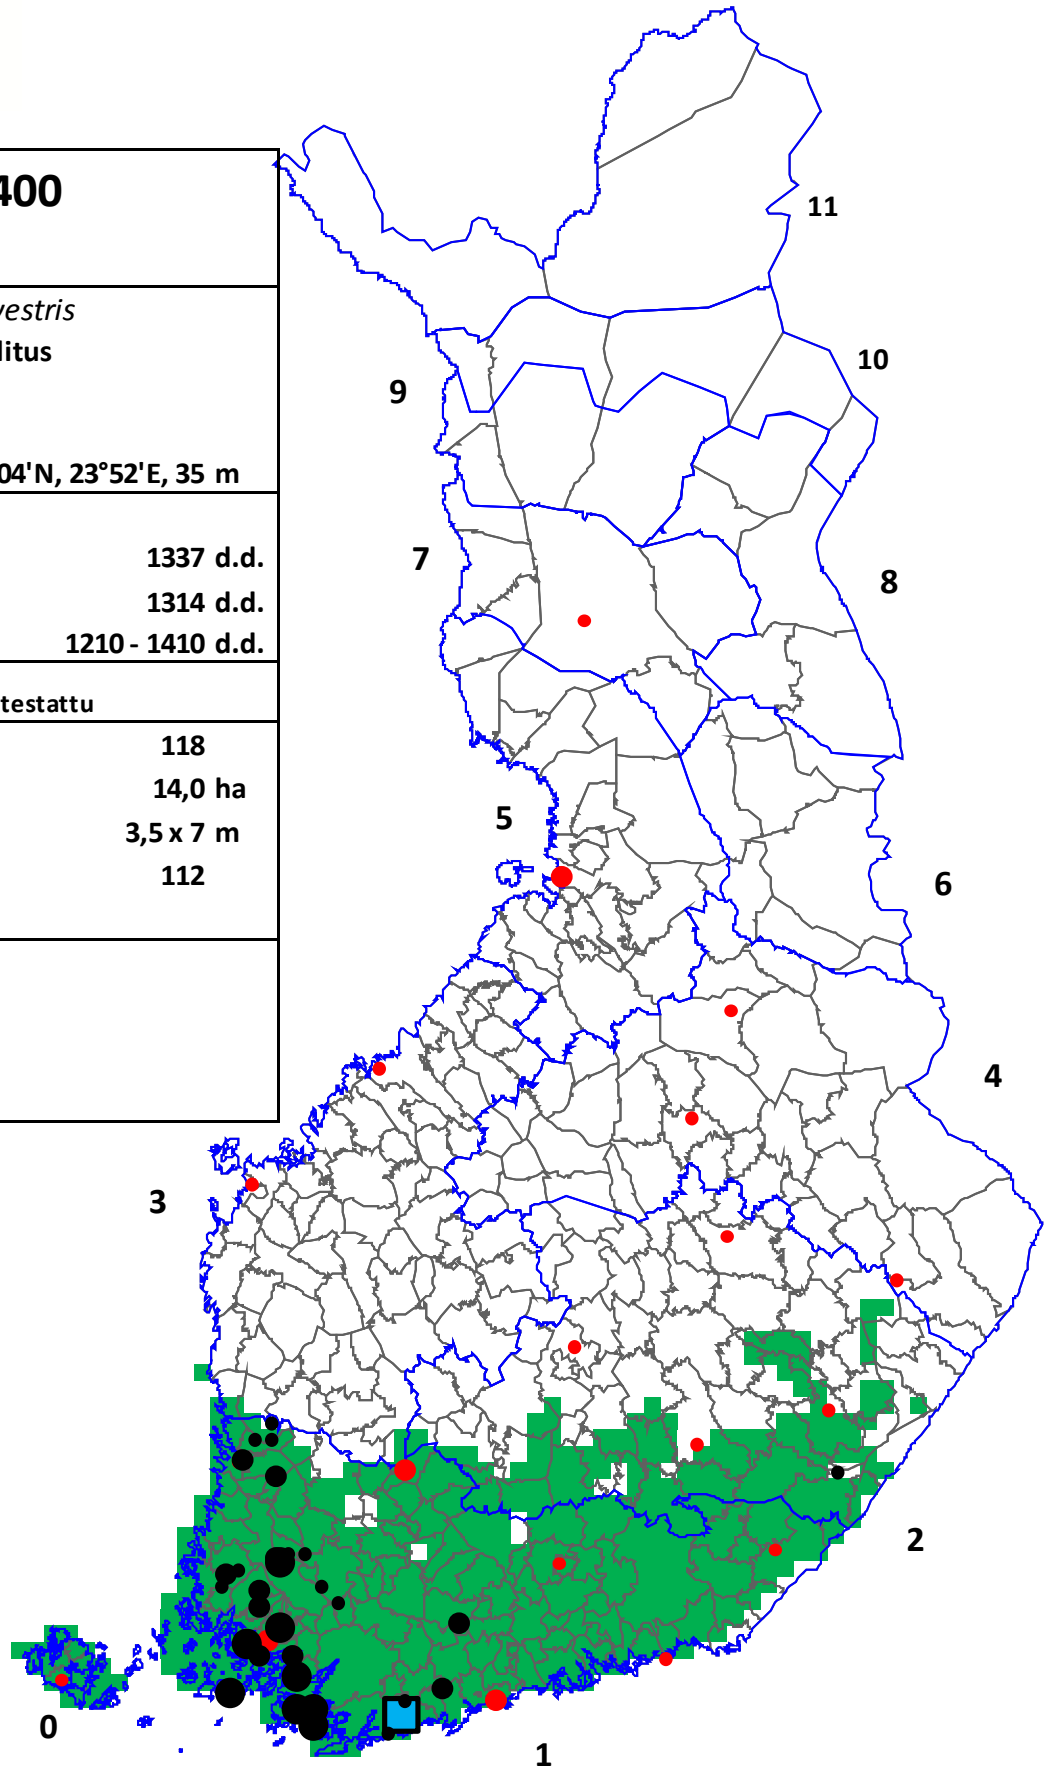 400
vestris
litus
04'N, 23°52'E, 35 m
1337 d.d.
1314 d.d.
1210 - 1410 d.d.
testattu
118
14,0 ha
3,5 x 7 m
112
11
10
9
7
8
5
6
4
3
2
0
1